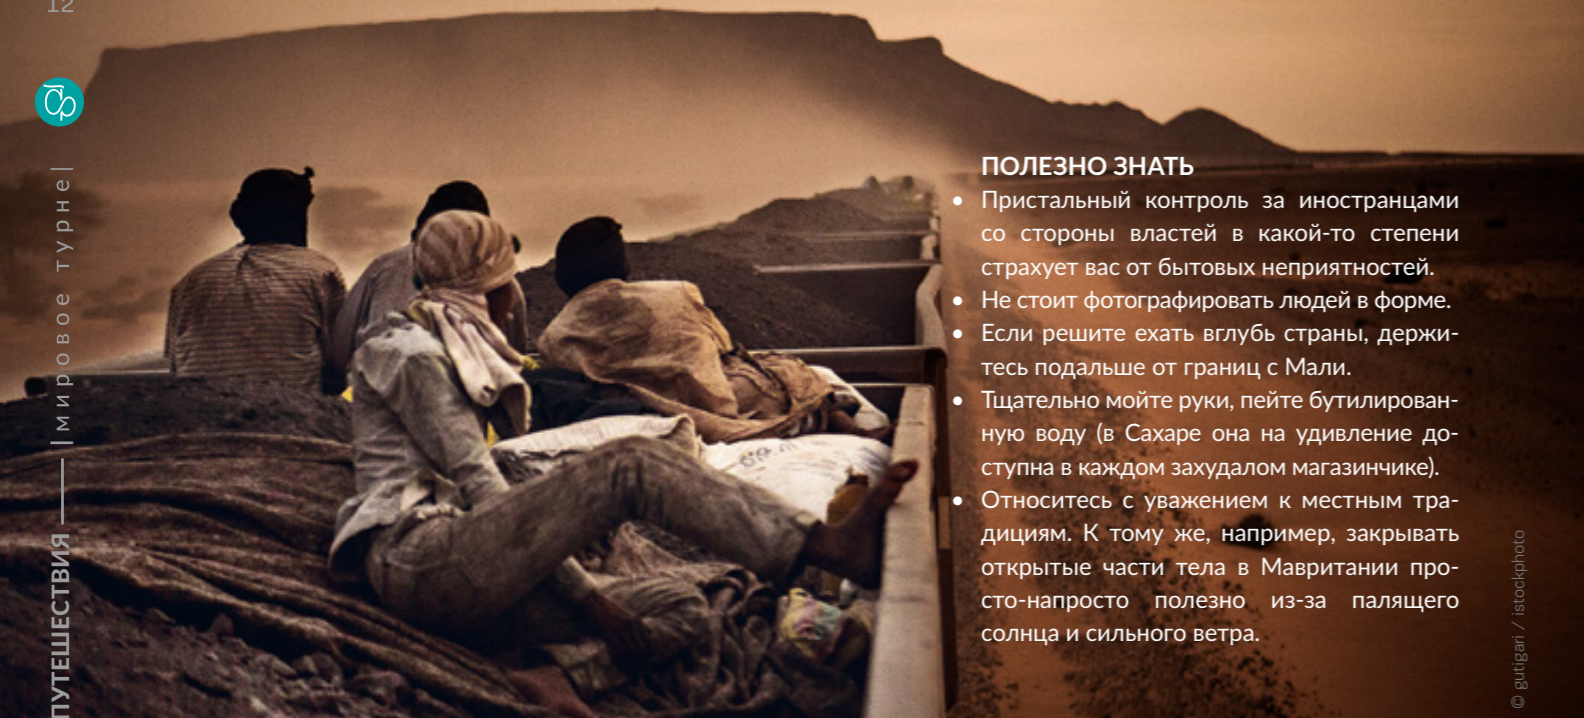 12
ПУТЕШЕСТВИЯ
|мировое турне|
ПОЛЕЗНО ЗНАТЬ
• Пристальный контроль за иностранцами
со стороны властей в какой-то степени
страхует вас от бытовых неприятностей.
• Не стоит фотографировать людей в форме.
• Если решите ехать вглубь страны, держи-
тесь подальше от границ с Мали.
• Тщательно мойте руки, пейте бутилирован-
ную воду (в Сахаре она на удивление до-
ступна в каждом захудалом магазинчике).
• Относитесь с уважением к местным тра-
дициям. К тому же, например, закрывать
открытые части тела в Мавритании про-
сто-напросто полезно из-за палящего
солнца и сильного ветра.
© gutigari / istockphoto